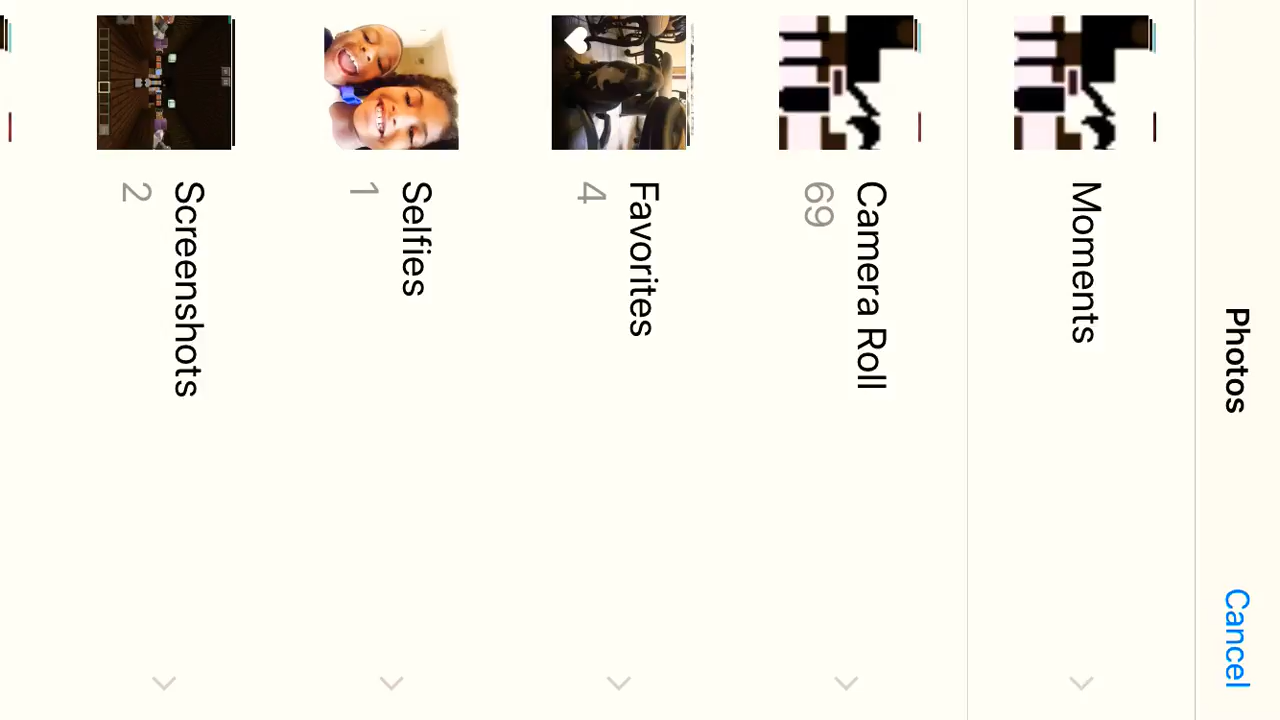 Photos
Cancel
Moments
Camera Roll
69
Favorites
4
Selfies
1
Screenshots
2